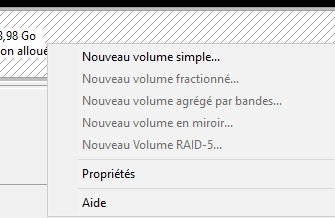 3,98 Go
on alloué
Nouveau volume simple...
Nouveau volume fractionné...
Nouveau volume agrégé par bandes...
Nouveau volume en miroir...
Nouveau Volume RAID-5...
Propriétés
Aide